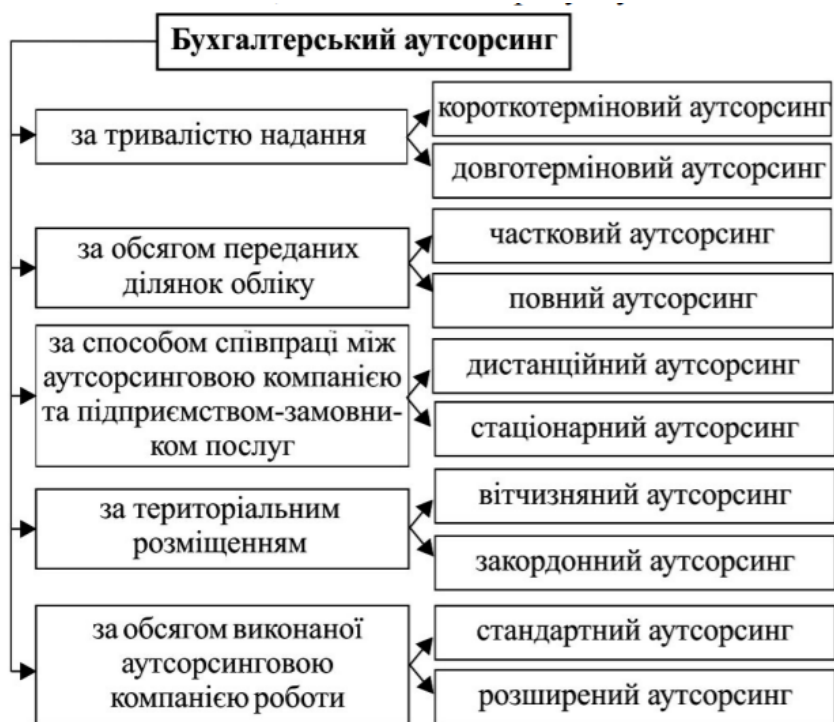 Бухгалтерський аутсорсинг
за тривалістю надання
короткотерміновий аутсорсинг
довготерміновий аутсорсинг
за обсягом переданих
ділянок обліку
частковий аутсорсинг
повний аутсорсинг
за способом співпраці між
аутсорсинговою компанією
та підприємством-замовни-
ком послуг
дистанційний аутсорсинг
стаціонарний аутсорсинг
за територіальним
розміщенням
вітчизняний аутсорсинг
закордонний аутсорсинг
за обсягом виконаної
аутсорсинговою
компанією роботи
стандартний аутсорсинг
розширений аутсорсинг